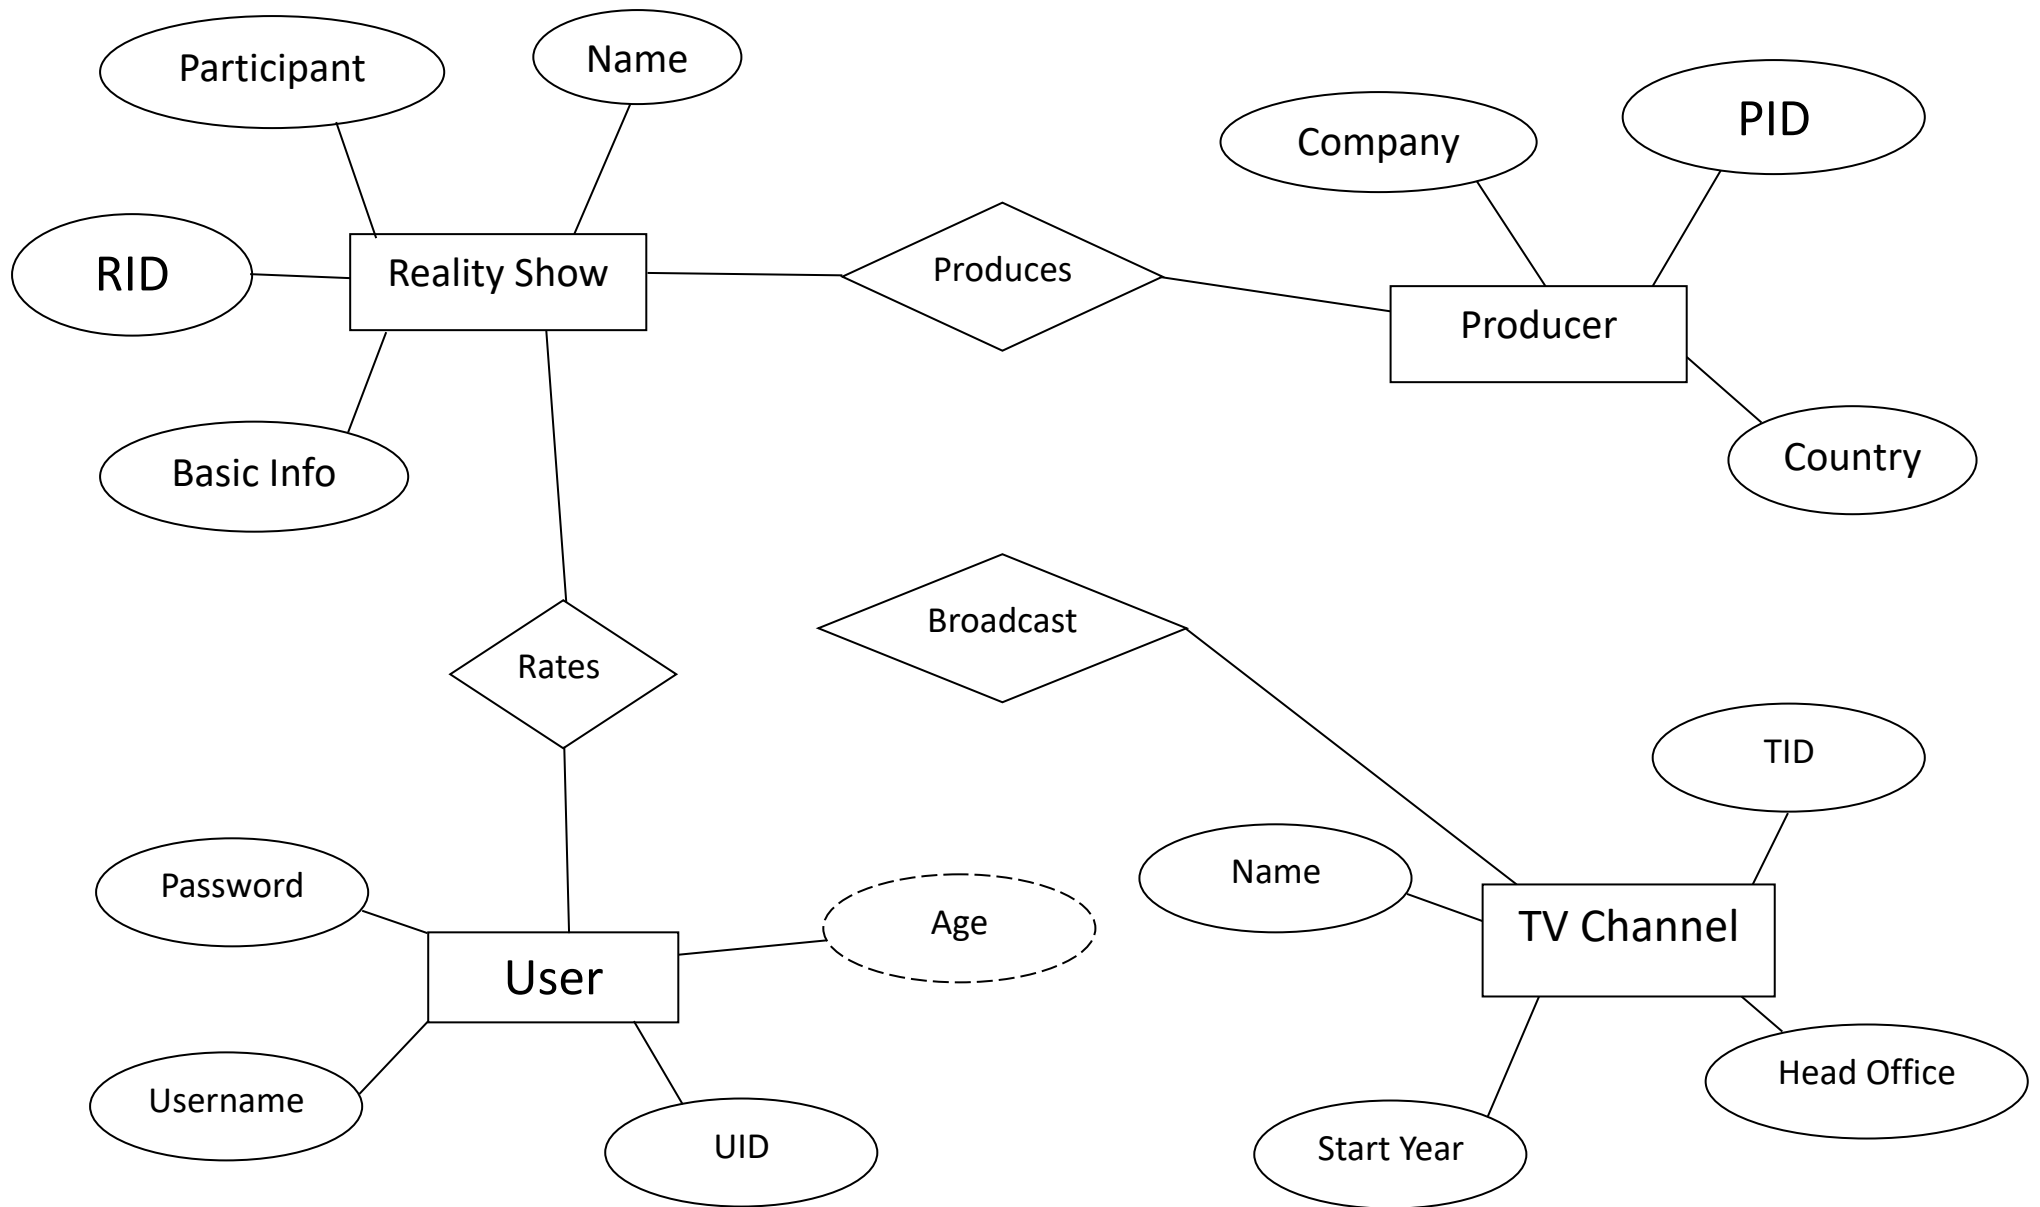 Participant
Name
Company
PID
RID
Reality Show
Produces
Producer
Basic Info
Country
Broadcast
Rates
TID
Password
Age
Name
TV Channel
User
Username
UID
Start Year
Head Office